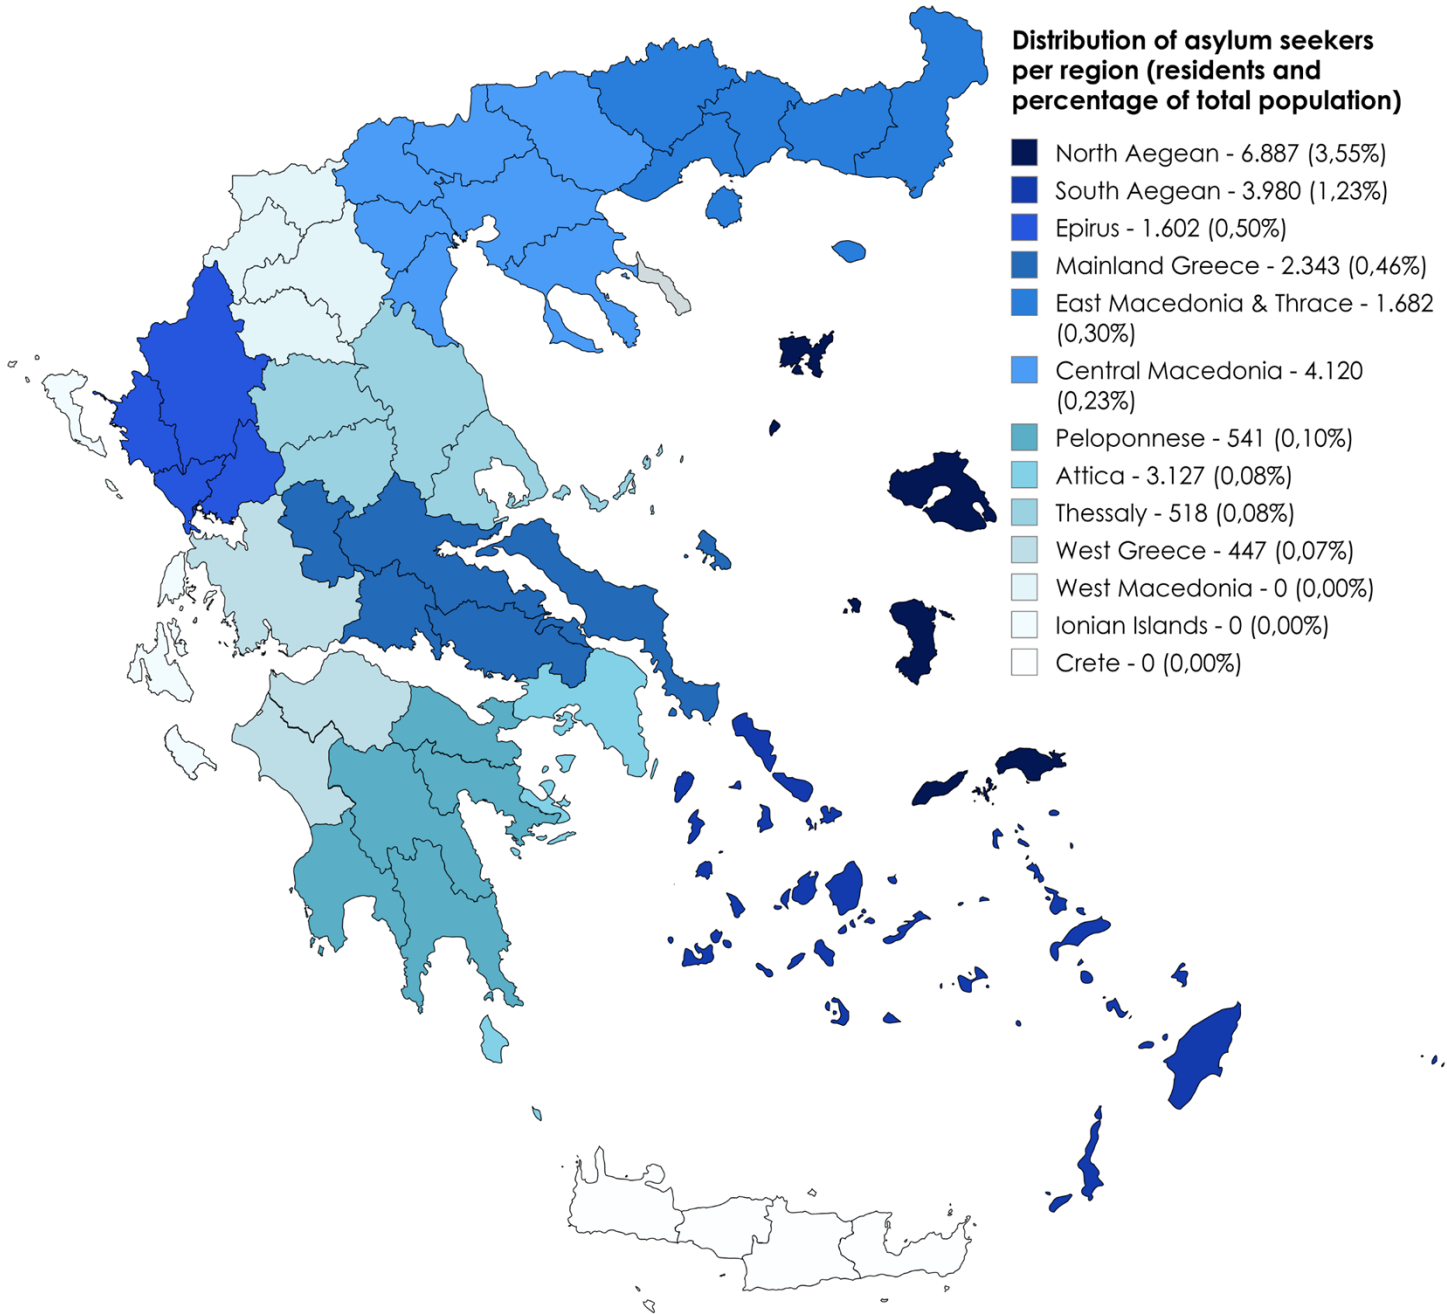 Distribution of asylum seekers
per region (residents and
percentage of total population)
North Aegean - 6.887 (3,55%)
South Aegean - 3.980 (1,23%)
Epirus - 1.602 (0,50%)
Mainland Greece - 2.343 (0,46%)
East Macedonia & Thrace - 1.682
(0,30%)
Central Macedonia - 4.120
(0,23%)
Peloponnese - 541 (0,10%)
Attica - 3.127 (0,08%)
Thessaly - 518 (0,08%)
West Greece - 447 (0,07%)
West Macedonia - 0 (0,00%)
Ionian Islands - 0 (0,00%)
Crete - 0 (0,00%)